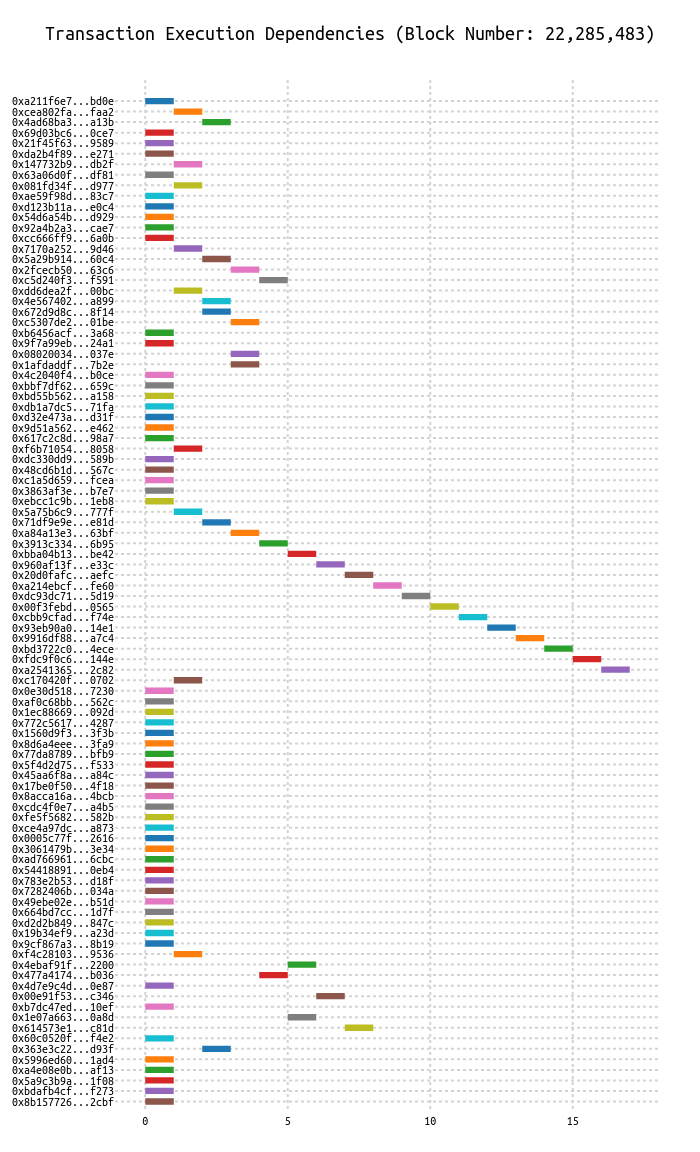 Transaction Execution Dependencies (Block Number: 22,285,483)
0xa211f6e7...bd0e
0xcea802fa...faa2
0x4ad68ba3...a13b
0x69d03bc6...0ce7
0x21f45f63...9589
0xda2b4f89...e271
0x147732b9...db2f
0x63a06d0f...df81
0x081fd34f...d977
0xae59f98d...83c7
0xd123b11a...e0c4
0x54d6a54b...d929
0x92a4b2a3...cae7
0xcc666ff9...6a0b
0x7170a252...9d46
0x5a29b914...60c4
0x2fcecb50...63c6
0xc5d240f3...f591
0xdd6dea2f...00bc
0x4e567402...a899
0x672d9d8c...8f14
0xc5307de2...01be
0xb6456acf...3a68
0x9f7a99eb...24a1
0x08020034...037e
0x1afdaddf...7b2e
0x4c2040f4...b0ce
0xbbf7df62...659c
0xbd55b562...a158
0xdb1a7dc5...71fa
0xd32e473a...d31f
0x9d51a562...e462
0x617c2c8d...98a7
0xf6b71054...8058
0xdc330dd9...589b
0x48cd6b1d...567c
0xc1a5d659...fcea
0x3863af3e...b7e7
0xebcc1c9b...1eb8
0x5a75b6c9...777f
0x71df9e9e...e81d
0xa84a13e3...63bf
0x3913c334...6b95
0xbba04b13...be42
0x960af13f...e33c
0x20d0fafc...aefc
0xa214ebcf...fe60
0xdc93dc71...5d19
0x00f3febd...0565
0xcbb9cfad...f74e
0x93eb90a0...14e1
0x9916df88...a7c4
0xbd3722c0...4ece
0xfdc9f0c6...144e
0xa2541365...2c82
0xc170420f...0702
0x0e30d518...7230
0xaf0c68bb...562c
0x1ec88669...092d
0x772c5617...4287
0x1560d9f3...3f3b
0x8d6a4eee...3fa9
0x77da8789...bfb9
0x5f4d2d75...f533
0x45aa6f8a...a84c
0x17be0f50...4f18
0x8acca16a...4bcb
0xcdc4f0e7...a4b5
0xfe5f5682...582b
0xce4a97dc...a873
0x0005c77f...2616
0x3061479b...3e34
0xad766961...6cbc
0x54418891...0eb4
0x783e2b53...d18f
0x7282406b...034a
0x49ebe02e...b51d
0x664bd7cc...1d7f
0xd2d2b849...847c
0x19b34ef9...a23d
0x9cf867a3...8b19
0xf4c28103...9536
0x4ebaf91f...2200
0x477a4174...b036
0x4d7e9c4d...0e87
0x00e91f53...c346
0xb7dc47ed...10ef
0x1e07a663...0a8d
0x614573e1...c81d
0x60c0520f...f4e2
0x363e3c22...d93f
0x5996ed60...1ad4
0xa4e08e0b...af13
0x5a9c3b9a...1f08
0xbdafb4cf...f273
0x8b157726...2cbf
0 5 10 15